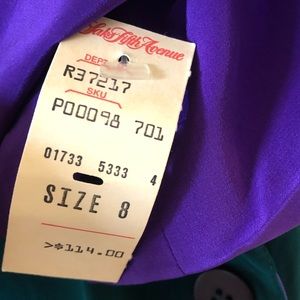 Saks Fifth Avenue
DEPT
R37217
SKU
P00098 701
01733 5333 4
SIZE 8
>$114.00